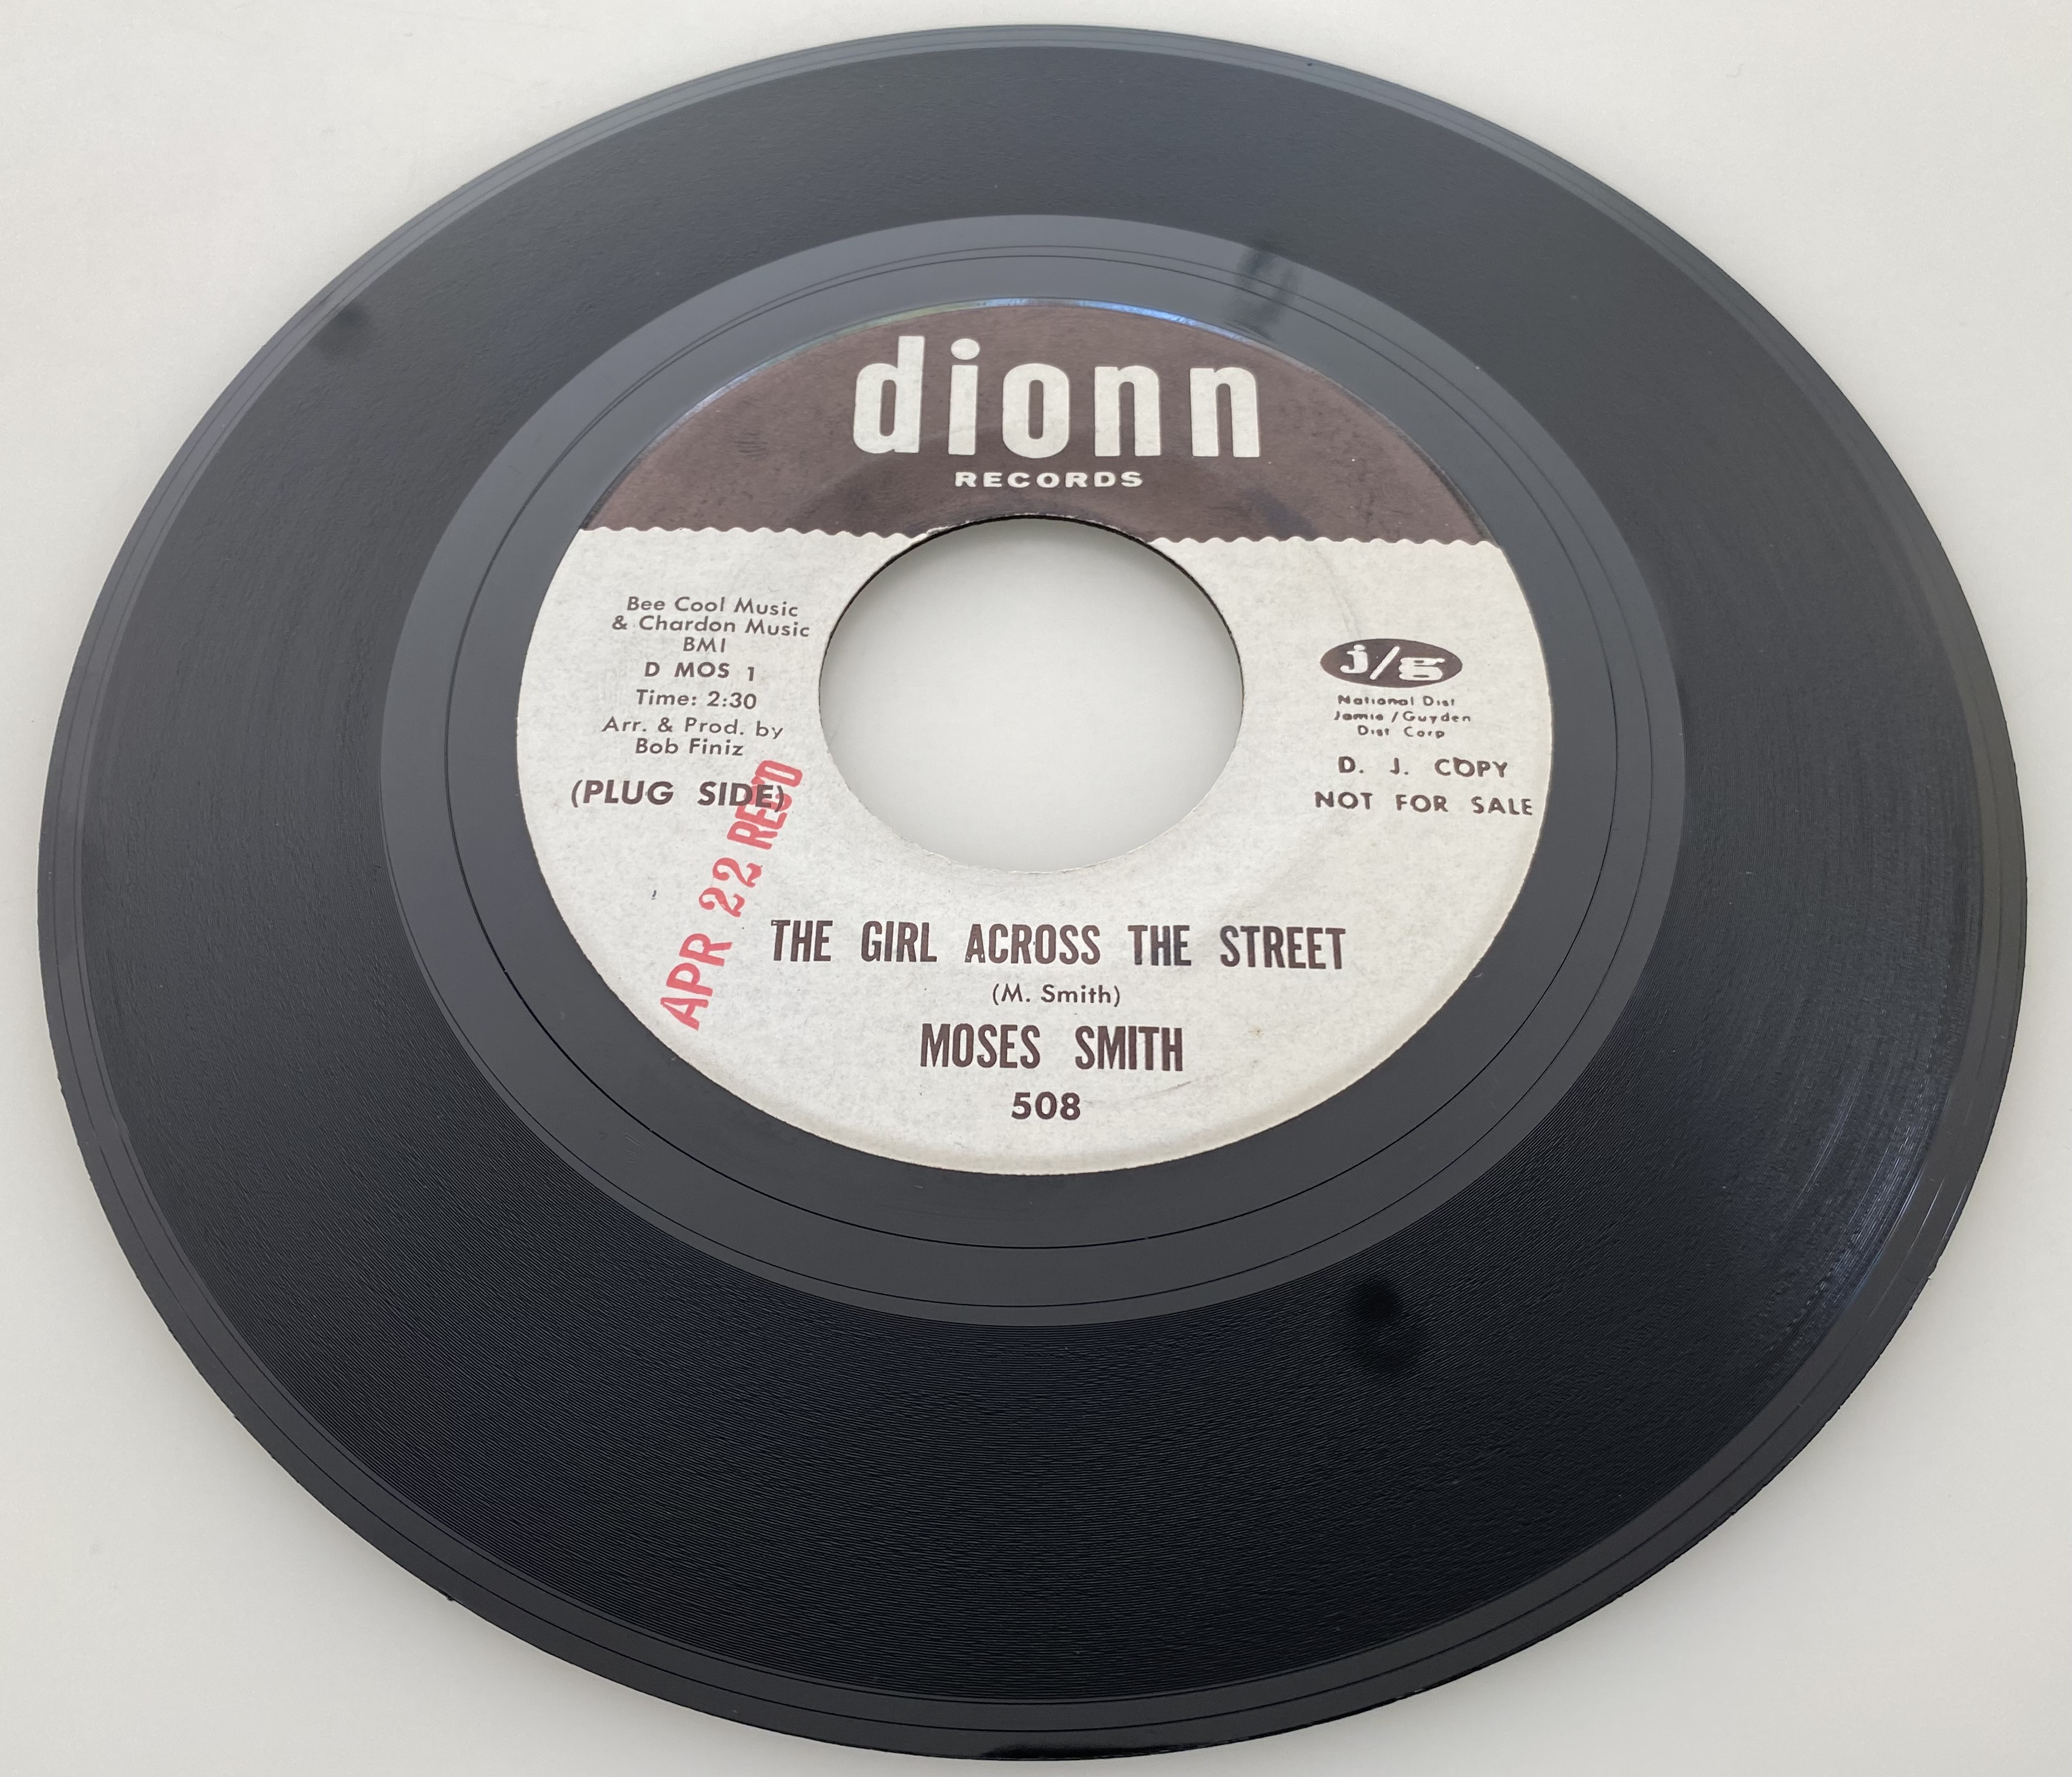 dionn
RECORDS
Bee Cool Music
& Chardon Music
BMI
D MOS 1
Time: 2:30
Arr. & Prod. by
Bob Finiz
(PLUG SIDE)
APR 22 REC'D
j/g
National Dist
Jamie/Guyden
Dist Corp
D. J. COPY
NOT FOR SALE
THE GIRL ACROSS THE STREET
(M. Smith)
MOSES SMITH
508